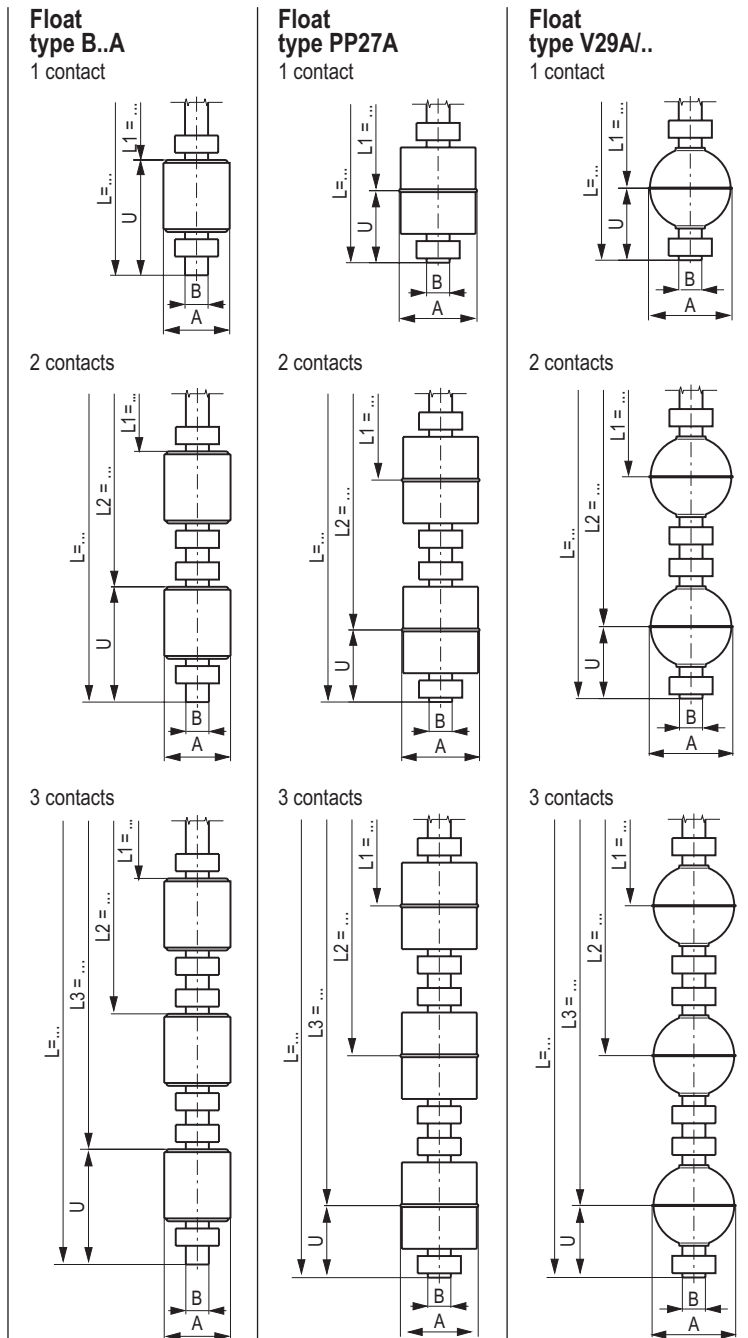 Float
type B..A
1 contact
L1 = ...
L=...
U
B
A
2 contacts
L1 = ...
L2 = ...
L=...
U
B
A
3 contacts
L1 = ...
L2 = ...
L3 = ...
L=...
U
B
A
Float
type PP27A
1 contact
L1 = ...
L=...
U
B
A
2 contacts
L1 = ...
L2 = ...
L=...
U
B
A
3 contacts
L1 = ...
L2 = ...
L3 = ...
L=...
U
B
A
Float
type V29A/..
1 contact
L1 = ...
L=...
U
B
A
2 contacts
L1 = ...
L2 = ...
L=...
U
B
A
3 contacts
L1 = ...
L2 = ...
L3 = ...
L=...
U
B
A